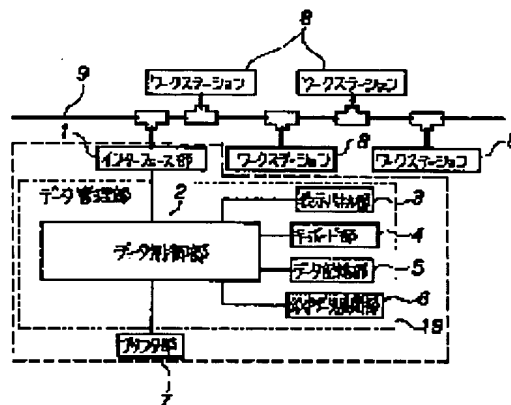 8
ワークステーション
ワークステーション
9
1
インターフェース部
ワークステーション
8
ワークステーション
8
データ管理部
2
3
データ制御部
キーボード部
4
データ記憶部
5
6
19
プリンタ部
7